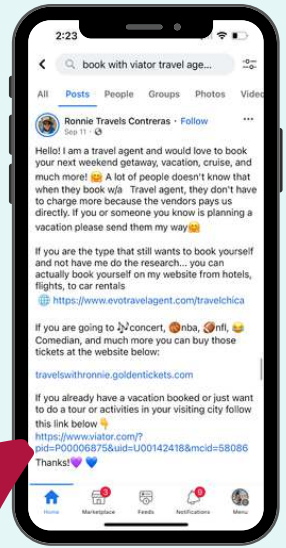 2:23
book with viator travel age...
All Posts People Groups Photos Videc
Ronnie Travels Contreras · Follow
Sep 11 ·
Hello! I am a travel agent and would love to book
your next weekend getaway, vacation, cruise, and
much more! 🤗 A lot of people doesn't know that
when they book w/a Travel agent, they don't have
to charge more because the vendors pays us
directly. If you or someone you know is planning a
vacation please send them my way🤗
If you are the type that still wants to book yourself
and not have me do the research... you can
actually book yourself on my website from hotels,
flights, to car rentals
🌐 https://www.evotravelagent.com/travelchica
If you are going to 🎶concert, 🏀nba, 🏈nfl, 😂
Comedian, and much more you can buy those
tickets at the website below:
travelswithronnie.goldentickets.com
If you already have a vacation booked or just want
to do a tour or activities in your visiting city follow
this link below 👇
https://www.viator.com/?
pid=P00006875&uid=U00142418&mcid=58086
Thanks!💜 💙
Home Marketplace Feeds Notifications Menu